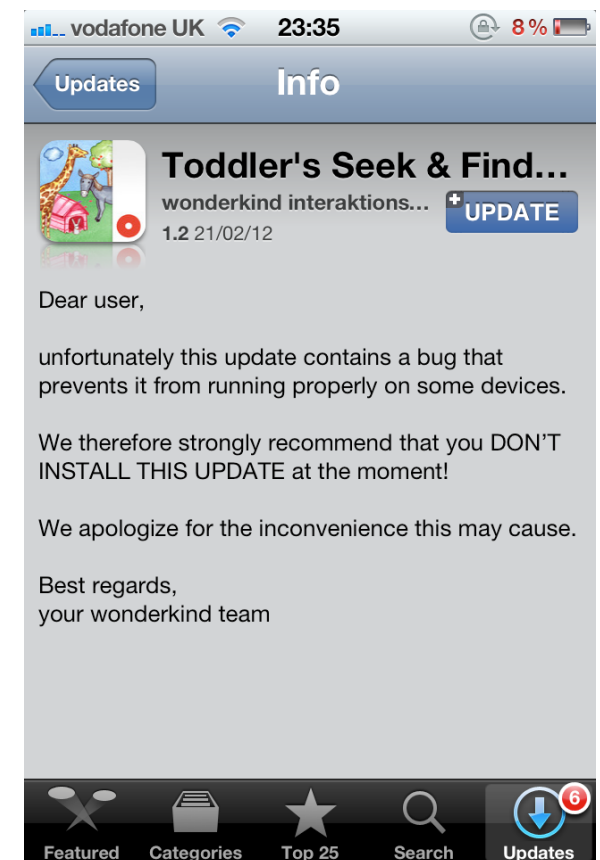 vodafone UK 23:35 8%
Updates Info
Toddler's Seek & Find...
wonderkind interaktions...
UPDATE
1.2 21/02/12
Dear user,
unfortunately this update contains a bug that
prevents it from running properly on some devices.
We therefore strongly recommend that you DON'T
INSTALL THIS UPDATE at the moment!
We apologize for the inconvenience this may cause.
Best regards,
your wonderkind team
6
Featured Categories Top 25 Search Updates